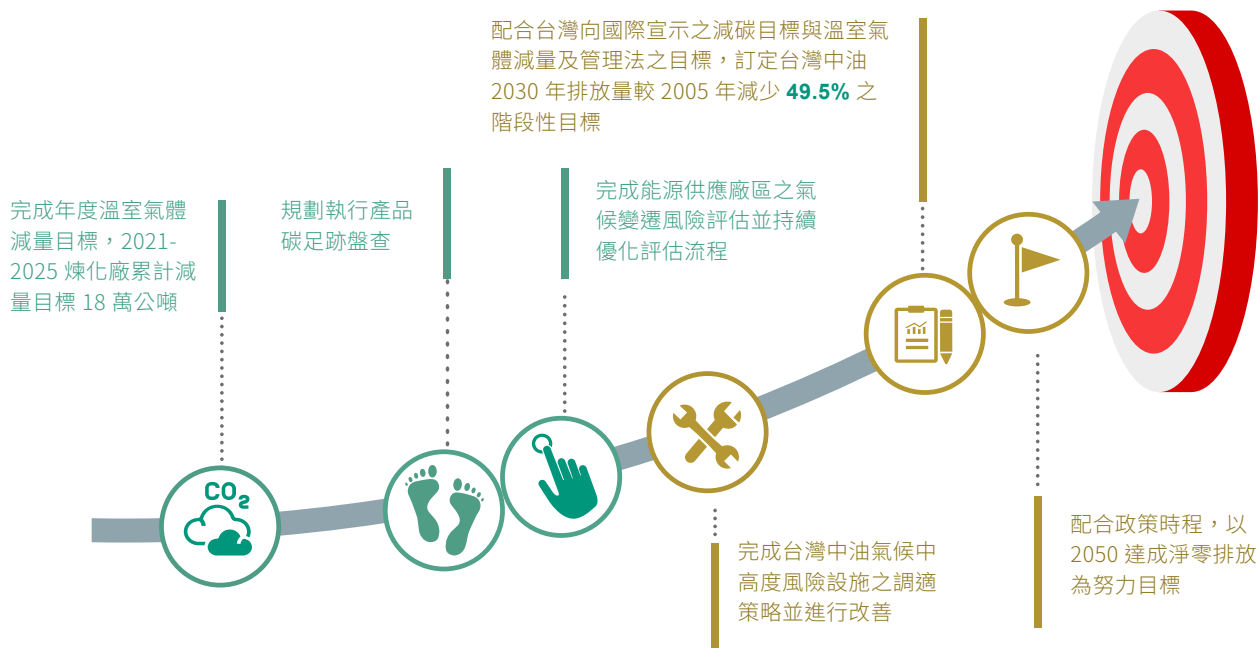 配合台灣向國際宣示之減碳目標與溫室氣
體減量及管理法之目標，訂定台灣中油
2030 年排放量較 2005 年減少 49.5% 之
階段性目標
完成年度溫室氣體
減量目標，2021-
2025 煉化廠累計減
量目標 18 萬公噸
規劃執行產品
碳足跡盤查
完成能源供應廠區之氣
候變遷風險評估並持續
優化評估流程
CO2
完成台灣中油氣候中
高度風險設施之調適
策略並進行改善
配合政策時程，以
2050 達成淨零排放
為努力目標